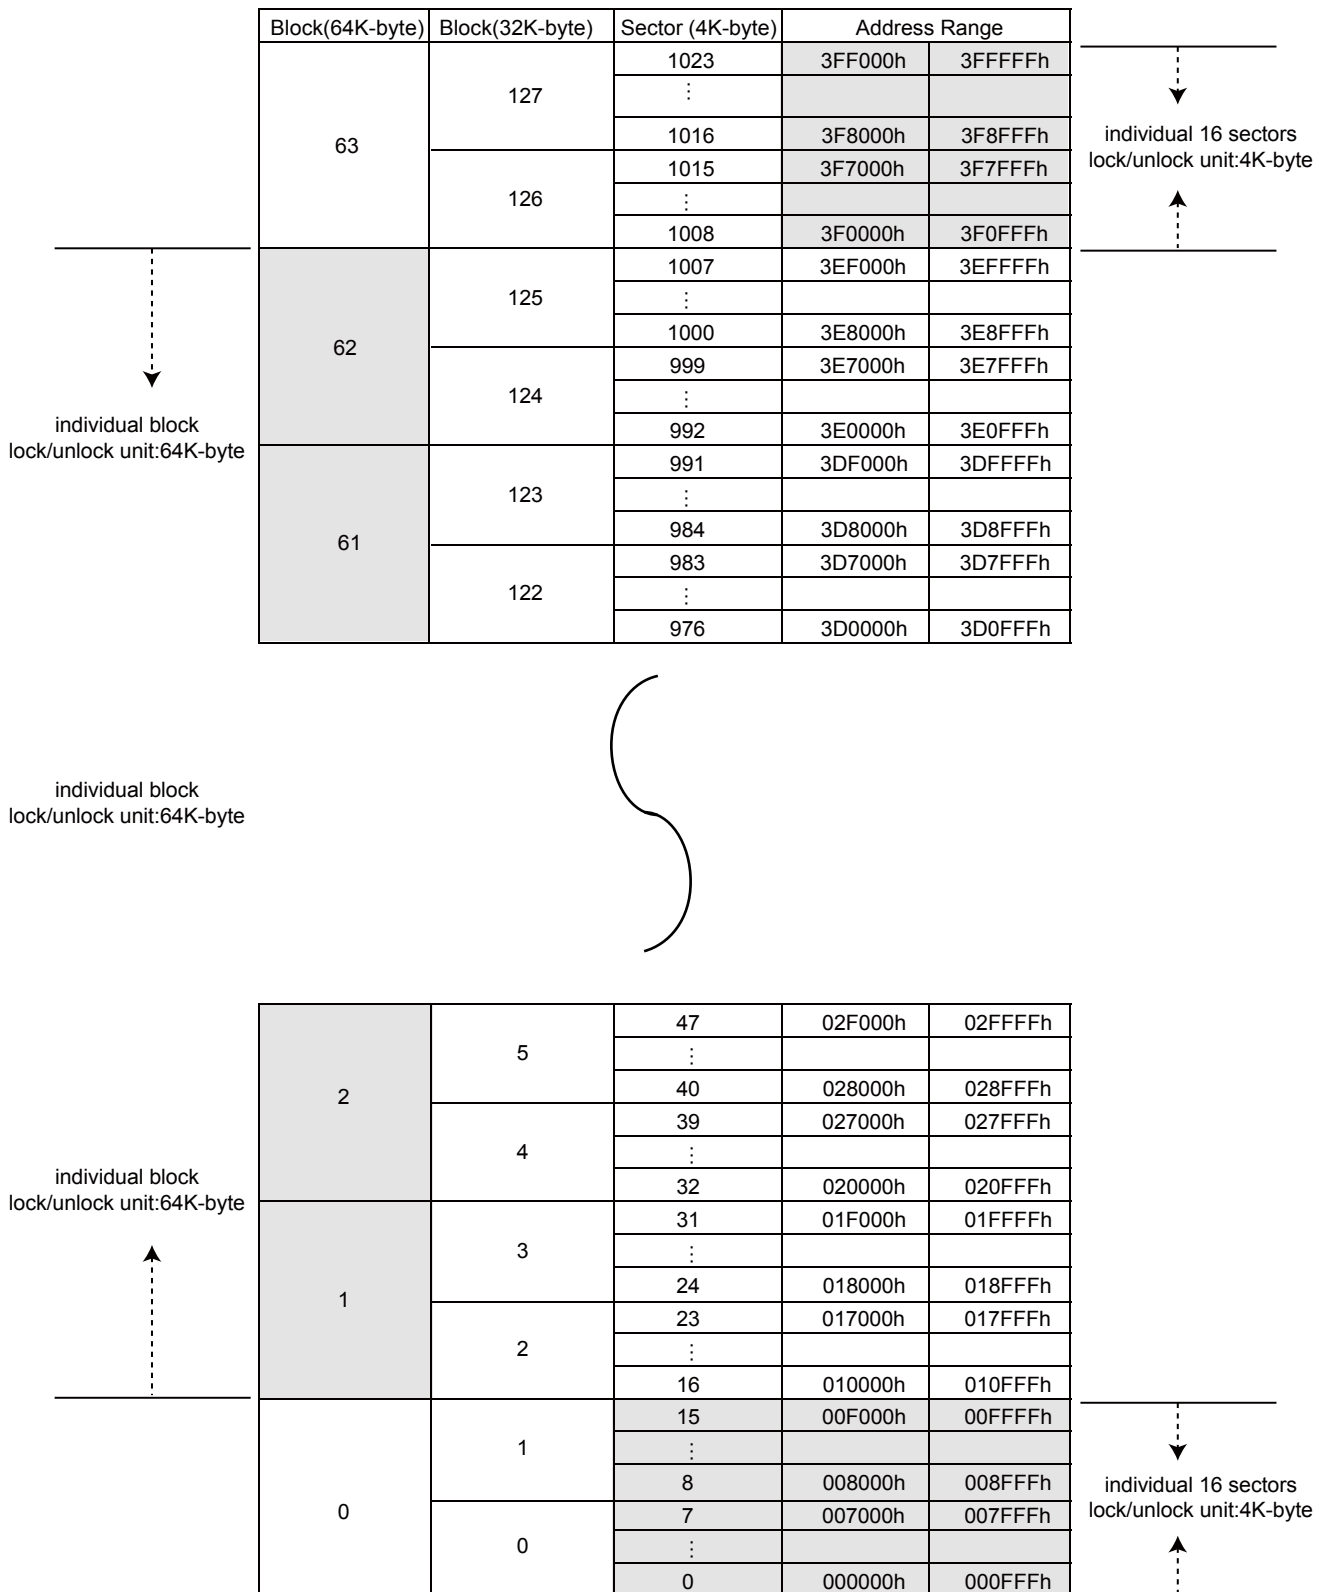 Block(64K-byte) Block(32K-byte) Sector (4K-byte) Address Range
63
127
1023 3FF000h 3FFFFFh
⋮
1016 3F8000h 3F8FFFh
126
1015 3F7000h 3F7FFFh
⋮
1008 3F0000h 3F0FFFh
individual 16 sectors
lock/unlock unit:4K-byte
62
125
1007 3EF000h 3EFFFFh
⋮
1000 3E8000h 3E8FFFh
124
999 3E7000h 3E7FFFh
⋮
992 3E0000h 3E0FFFh
individual block
lock/unlock unit:64K-byte
61
123
991 3DF000h 3DFFFFh
⋮
984 3D8000h 3D8FFFh
122
983 3D7000h 3D7FFFh
⋮
976 3D0000h 3D0FFFh
individual block
lock/unlock unit:64K-byte
2
5
47 02F000h 02FFFFh
⋮
40 028000h 028FFFh
4
39 027000h 027FFFh
⋮
32 020000h 020FFFh
individual block
lock/unlock unit:64K-byte
1
3
31 01F000h 01FFFFh
⋮
24 018000h 018FFFh
2
23 017000h 017FFFh
⋮
16 010000h 010FFFh
0
1
15 00F000h 00FFFFh
⋮
8 008000h 008FFFh
0
7 007000h 007FFFh
⋮
0 000000h 000FFFh
individual 16 sectors
lock/unlock unit:4K-byte